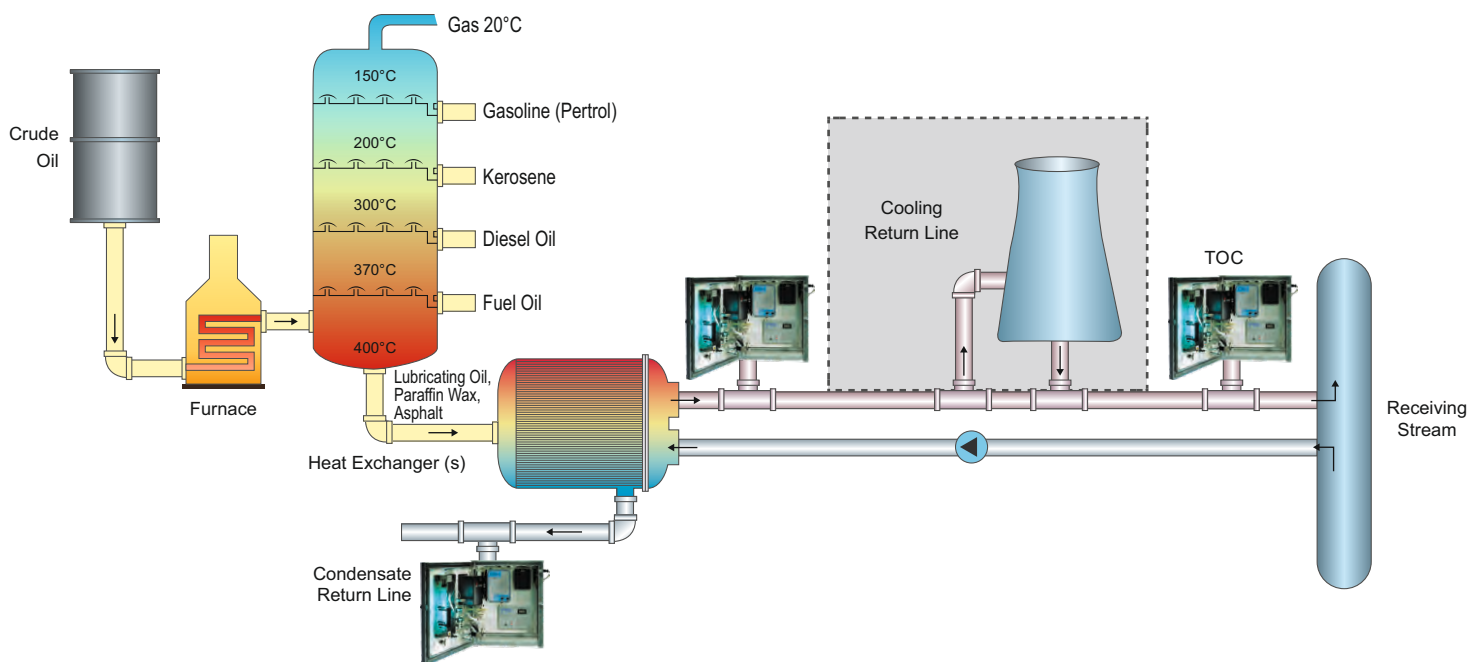 Gas 20°C
150°C
Gasoline (Pertrol)
Crude
Oil
200°C
Kerosene
300°C
Diesel Oil
370°C
Fuel Oil
400°C
Furnace
Lubricating Oil,
Paraffin Wax,
Asphalt
Heat Exchanger (s)
Condensate
Return Line
Cooling
Return Line
TOC
Receiving
Stream